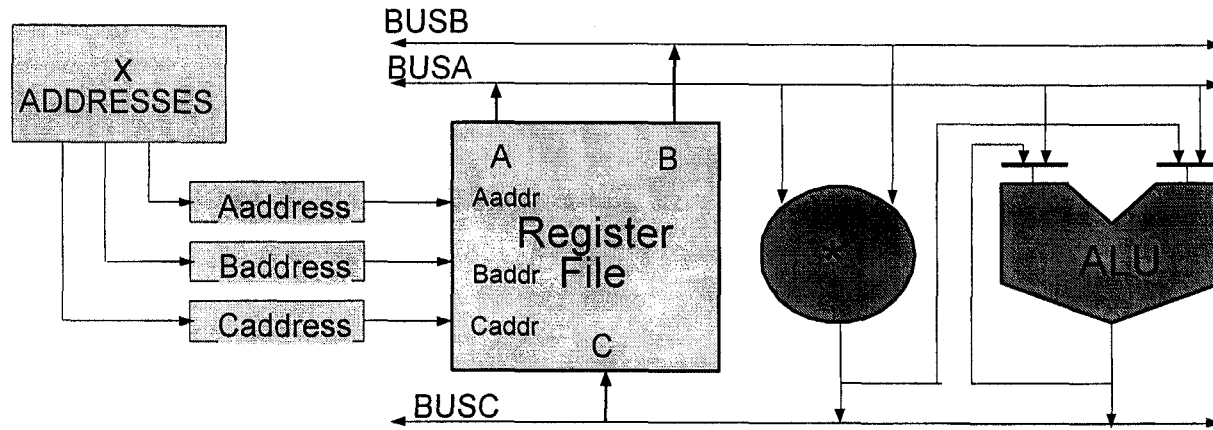 BUSB
BUSA
X
ADDRESSES
A
B
Aaddress
Aaddr
Register
File
Baddress
Baddr
Caddress
Caddr
C
*
ALU
BUSC